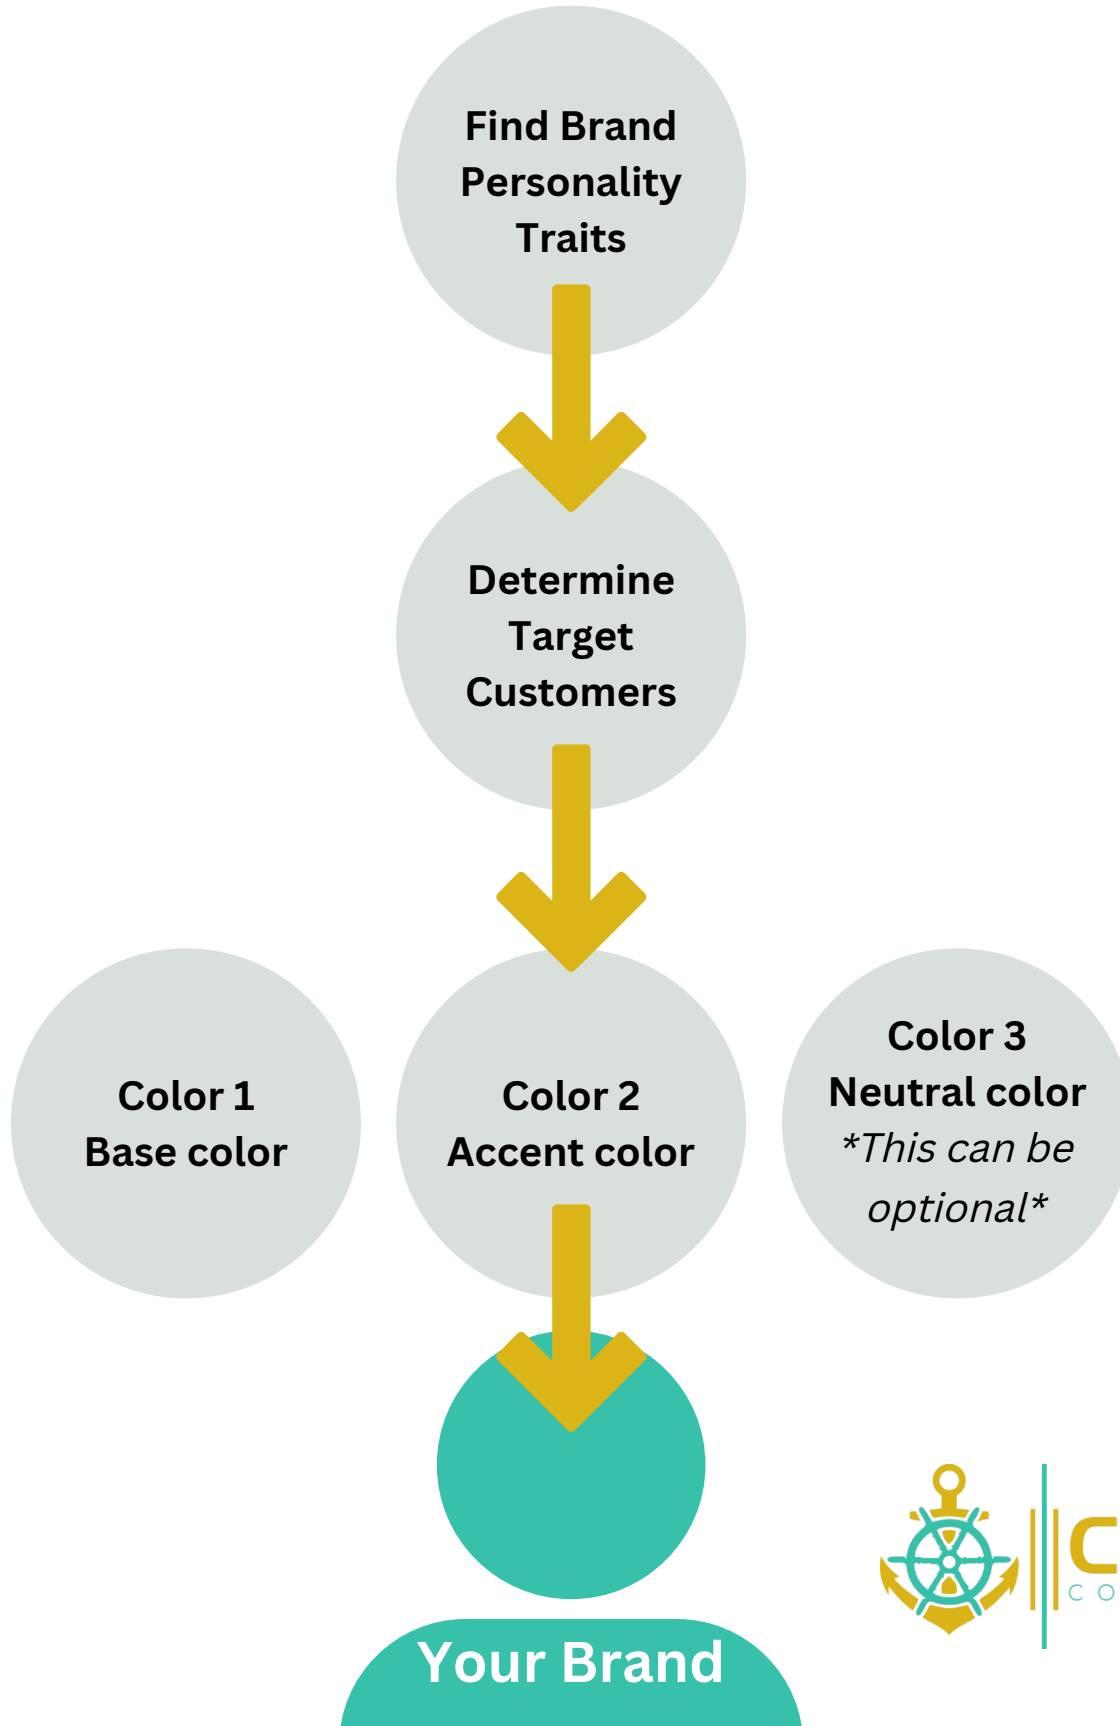 Find Brand
Personality
Traits
Determine
Target
Customers
Color 1
Base color
Color 2
Accent color
Color 3
Neutral color
*This can be
optional*
Your Brand